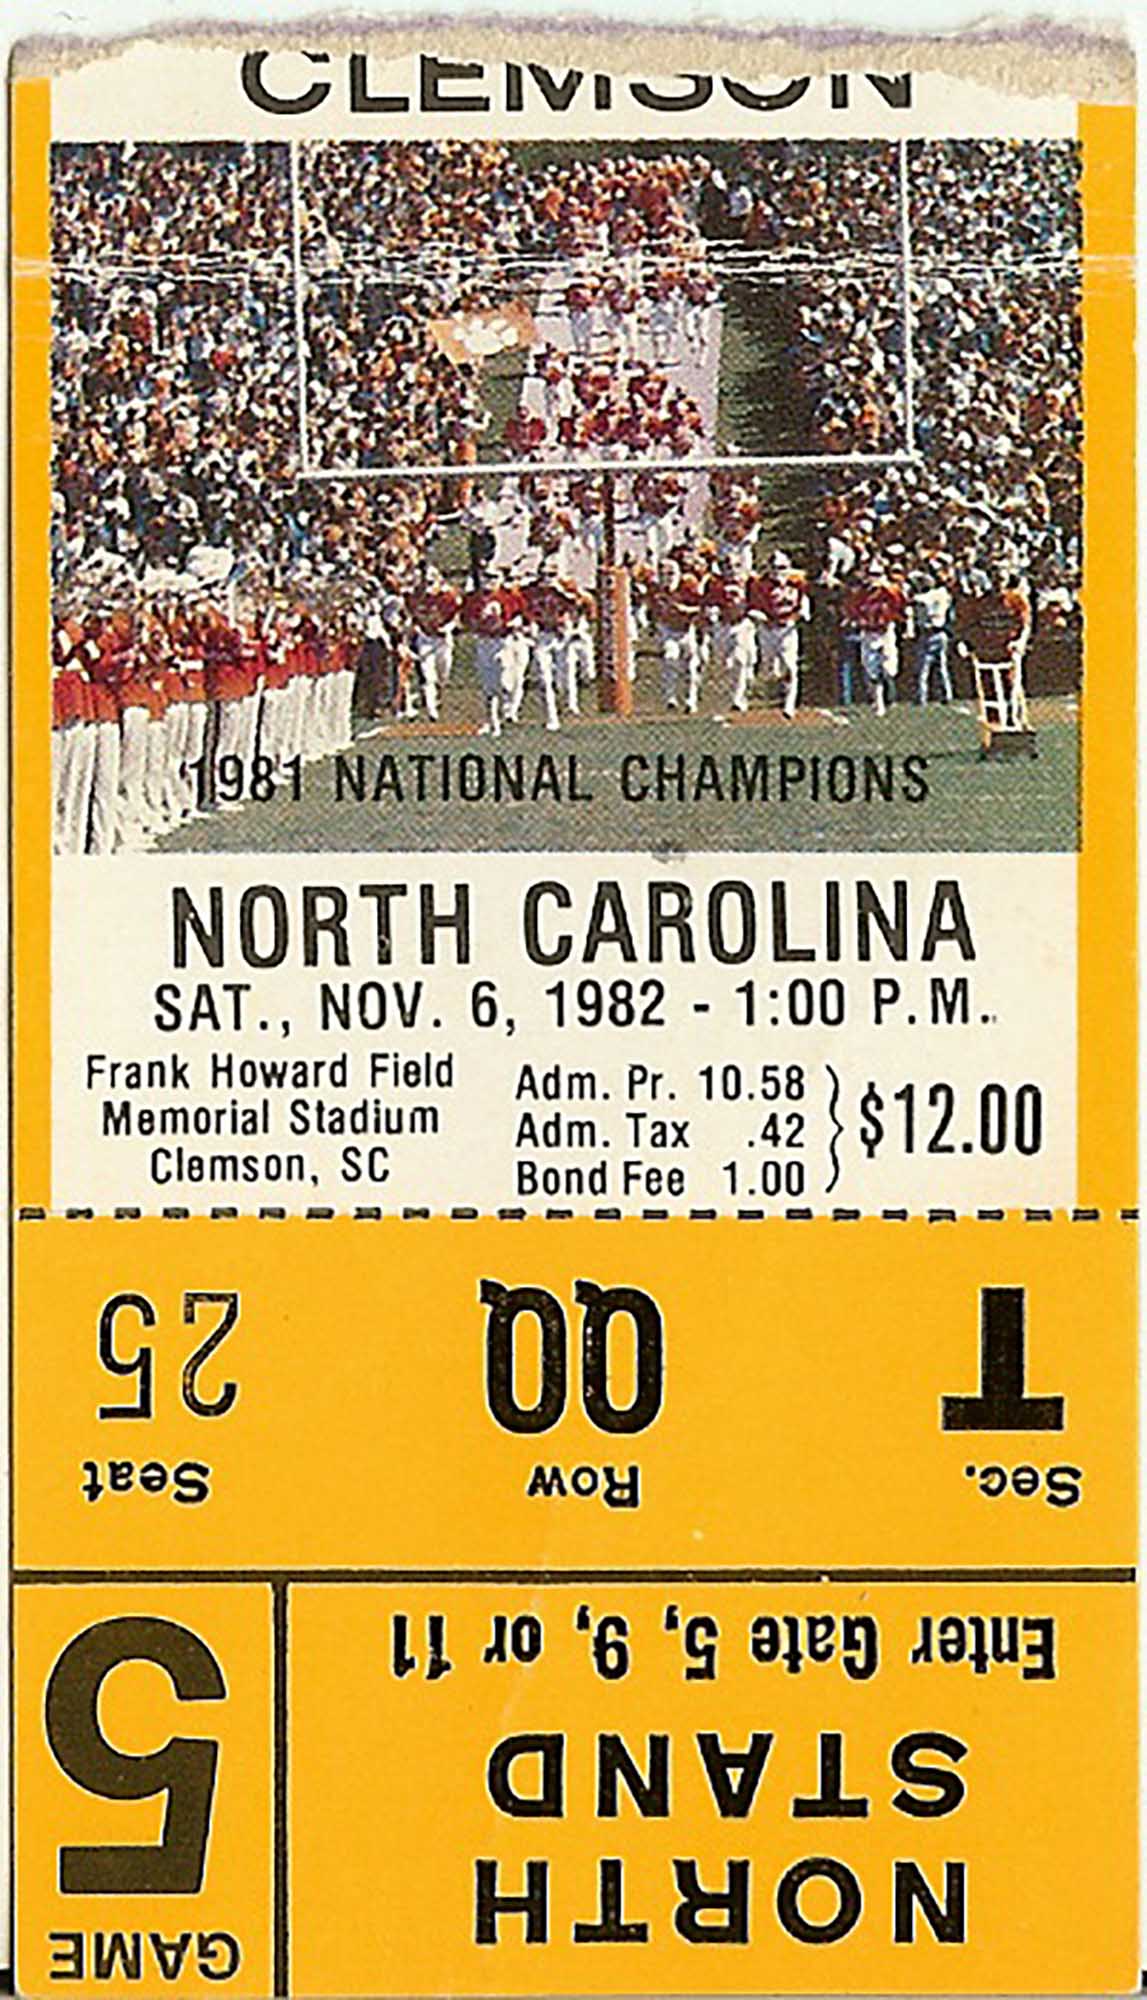 CLEMSON
1981 NATIONAL CHAMPIONS
NORTH CAROLINA
SAT., NOV. 6, 1982 - 1:00 P.M.
Frank Howard Field
Memorial Stadium
Clemson, SC
Adm. Pr. 10.58
Adm. Tax .42
Bond Fee 1.00
$12.00
NORTH
STAND
Enter Gate 5, 9, or 11
GAME
5
Sec.
T
Row
QQ
Seat
25